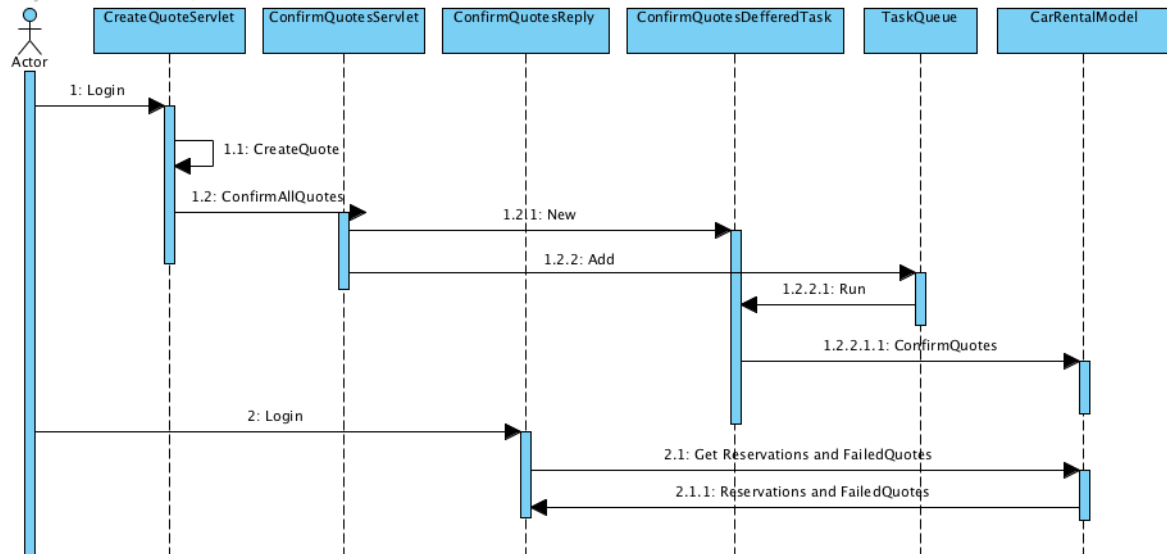 CreateQuoteServlet
ConfirmQuotesServlet
ConfirmQuotesReply
ConfirmQuotesDefferedTask
TaskQueue
CarRentalModel
Actor
1: Login
1.1: CreateQuote
1.2: ConfirmAllQuotes
1.2.1: New
1.2.2: Add
1.2.2.1: Run
1.2.2.1.1: ConfirmQuotes
2: Login
2.1: Get Reservations and FailedQuotes
2.1.1: Reservations and FailedQuotes